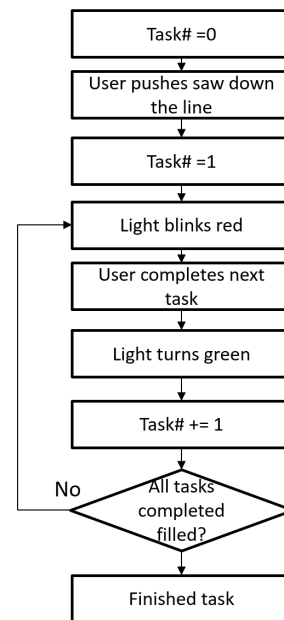 Task# =0
User pushes saw down
the line
Task# =1
Light blinks red
User completes next
task
Light turns green
Task# += 1
No
All tasks
completed
filled?
Finished task